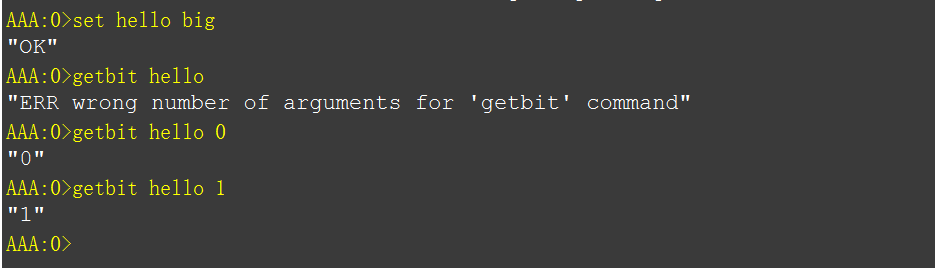 AAA:0>set hello big
"OK"
AAA:0>getbit hello
"ERR wrong number of arguments for 'getbit' command"
AAA:0>getbit hello 0
"0"
AAA:0>getbit hello 1
"1"
AAA:0>